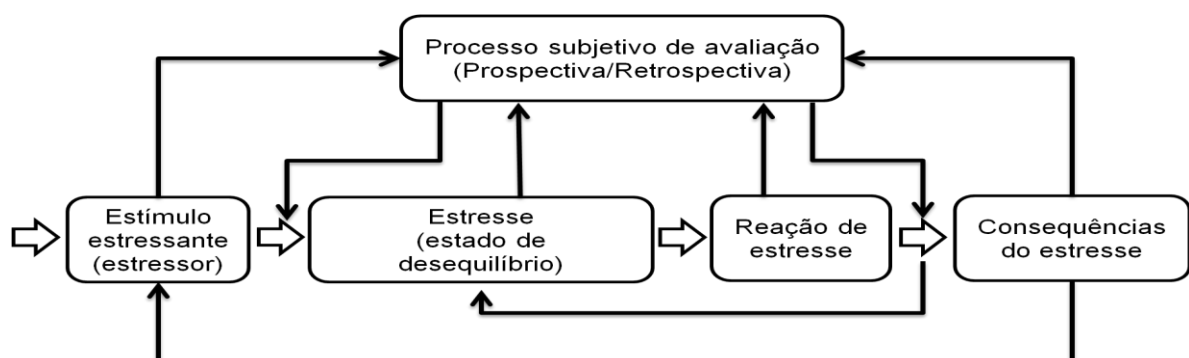 Processo subjetivo de avaliação
(Prospectiva/Retrospectiva)
Estímulo
estressante
(estressor)
Estresse
(estado de
desequilíbrio)
Reação de
estresse
Consequências
do estresse